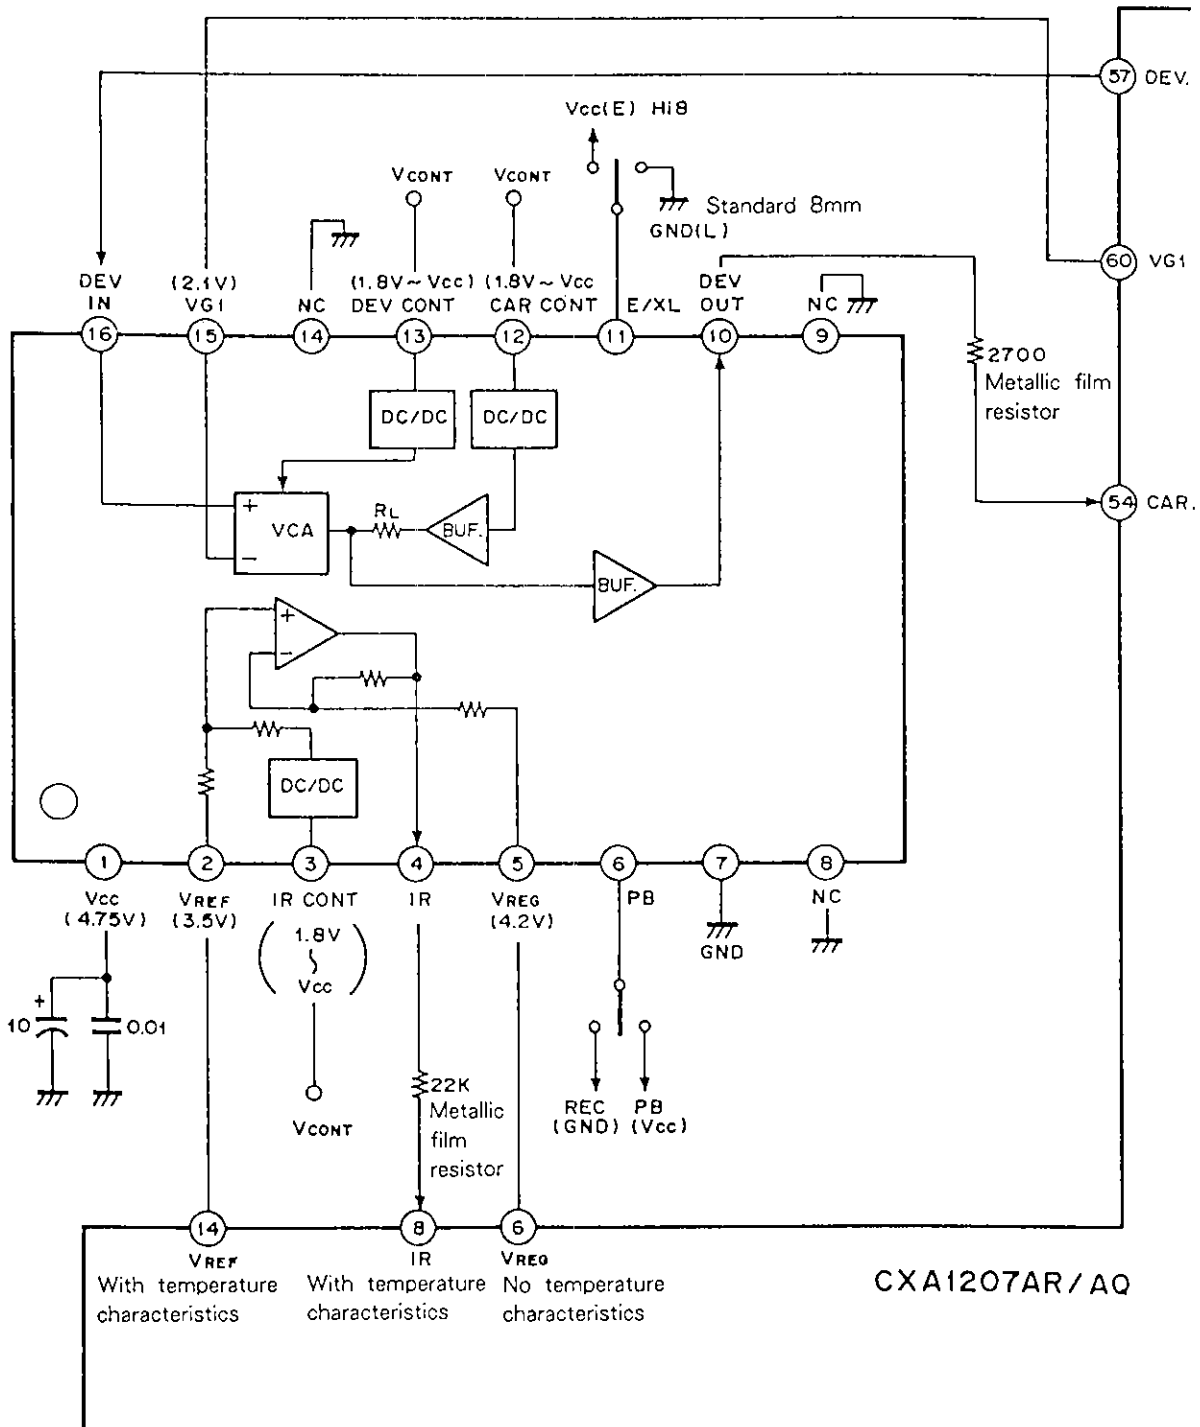 57 DEV.
Vcc(E) Hi8
VCONT VCONT
Standard 8mm
GND(L)
60 VG1
DEV IN
(2.1V)
VG1
NC
(1.8V~Vcc)
DEV CONT
(1.8V~Vcc
CAR CONT
E/XL
DEV OUT
NC
16 15 14 13 12 11 10 9
2700
Metallic film
resistor
DC/DC DC/DC
54 CAR.
+
VCA
-
RL
BUF.
BUF.
+
-
DC/DC
1 2 3 4 5 6 7 8
Vcc
(4.75V)
VREF
(3.5V)
IR CONT
(1.8V
~
Vcc)
IR
VREG
(4.2V)
PB
GND
NC
+
10
0.01
VCONT
22K
Metallic
film
resistor
REC
(GND)
PB
(Vcc)
14 8 6
VREF
With temperature
characteristics
IR
With temperature
characteristics
VREG
No temperature
characteristics
CXA1207AR/AQ